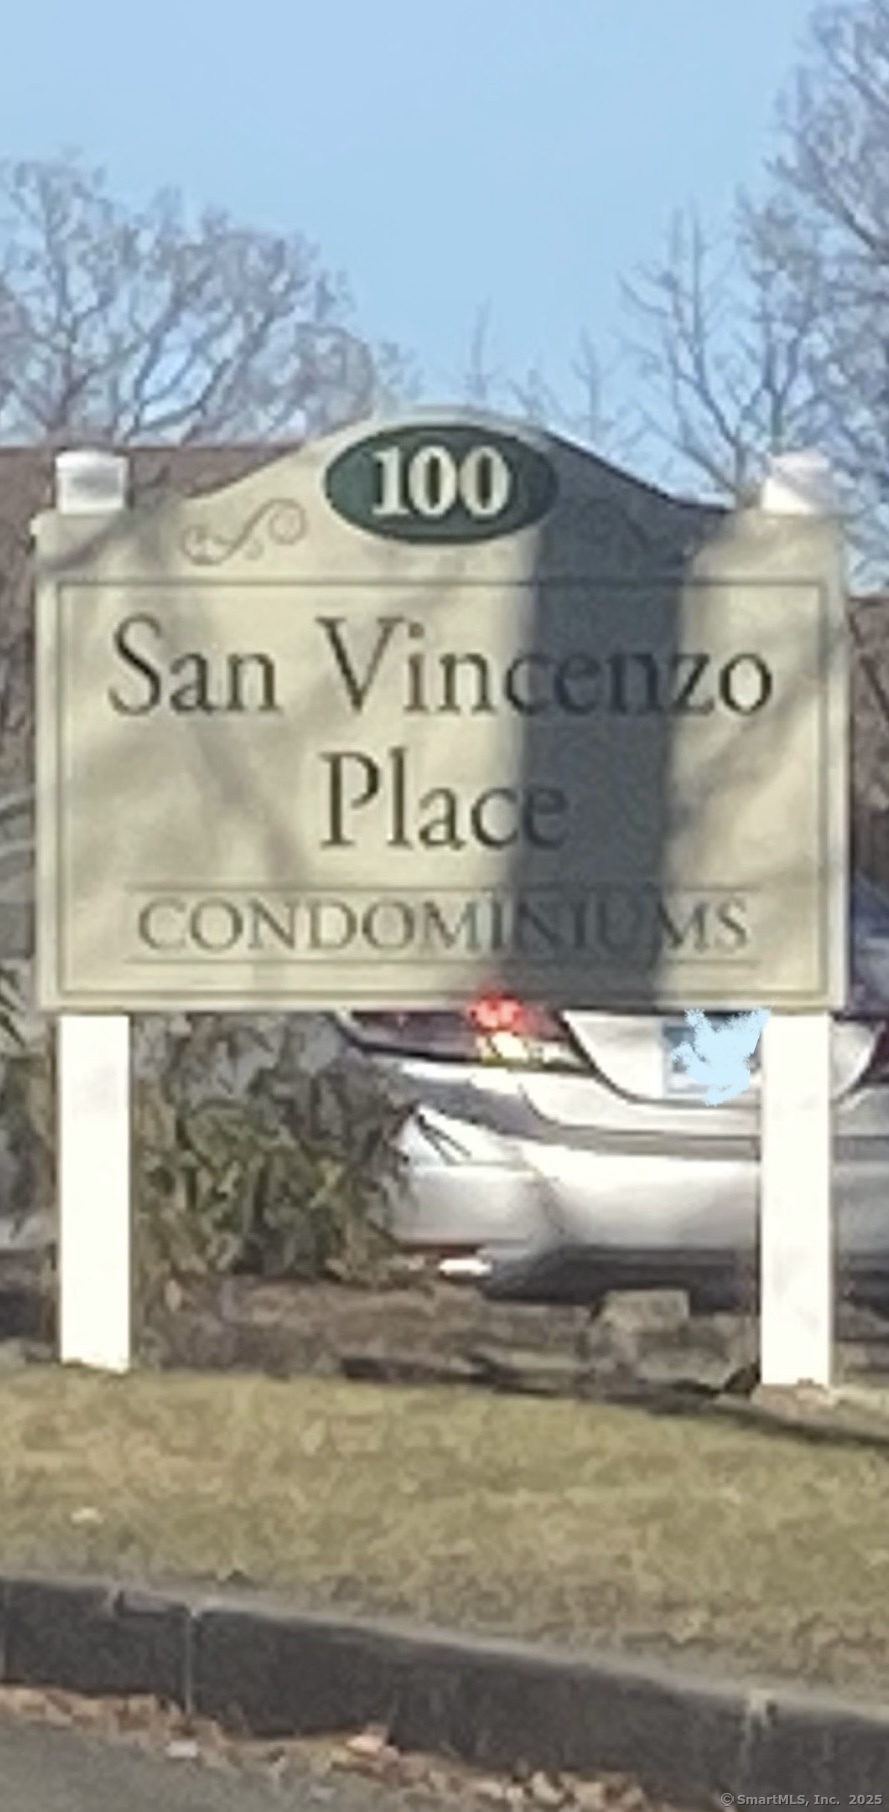 100
San Vincenzo
Place
CONDOMINIUMS
© SmartMLS, Inc. 2025